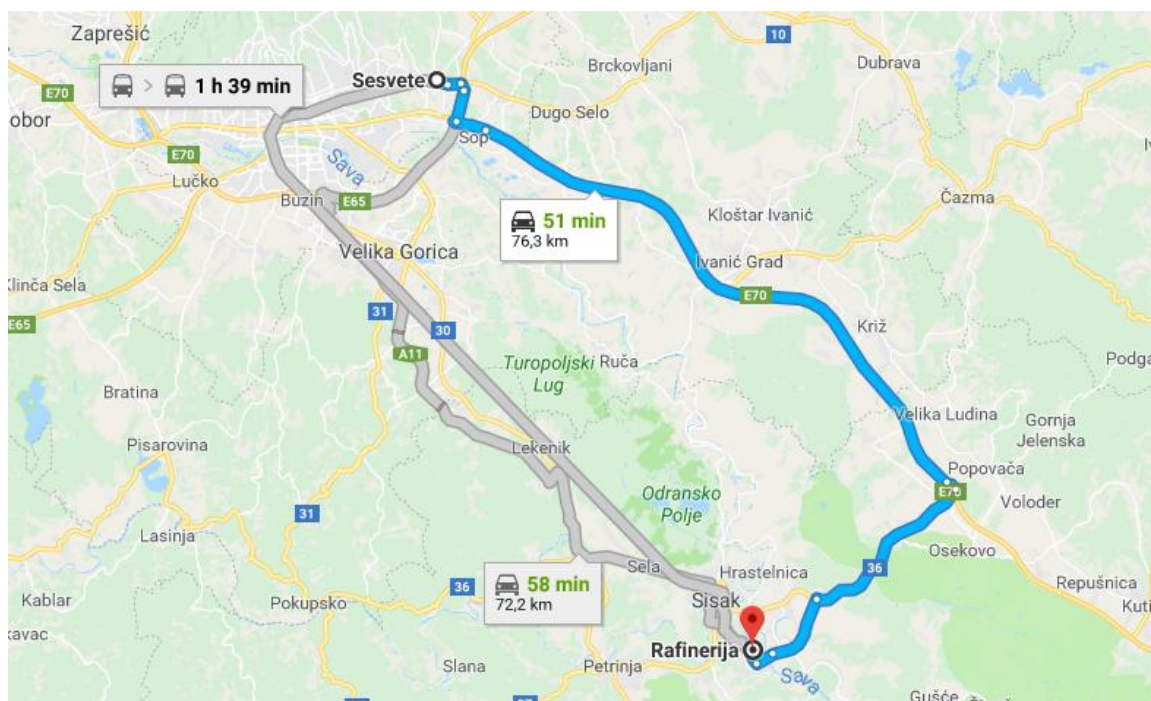 Zaprešić
10
Dubrava
Brckovljani
Sesvete
> 1 h 39 min
E70
obor
Dugo Selo
Sop
E70
Sava
Lučko
Buzin
E65
Čazma
51 min
76,3 km
Kloštar Ivanić
Velika Gorica
Ivanić Grad
Klinča Sela
E70
E65
31
30
Križ
A11
Turopoljski
Lug
Ruča
Podga
Bratina
Velika Ludina
Gornja
Jelenska
Pisarovina
Lekenik
Popovača
E70
Voloder
Odransko
Polje
31
Lasinja
Osekovo
Sela
Hrastelnica
36
Repušnica
58 min
72,2 km
36
Kablar
Pokupsko
Sisak
Kuti
kavac
Rafinerija
Slana
Petrinja
Sava
Gušće